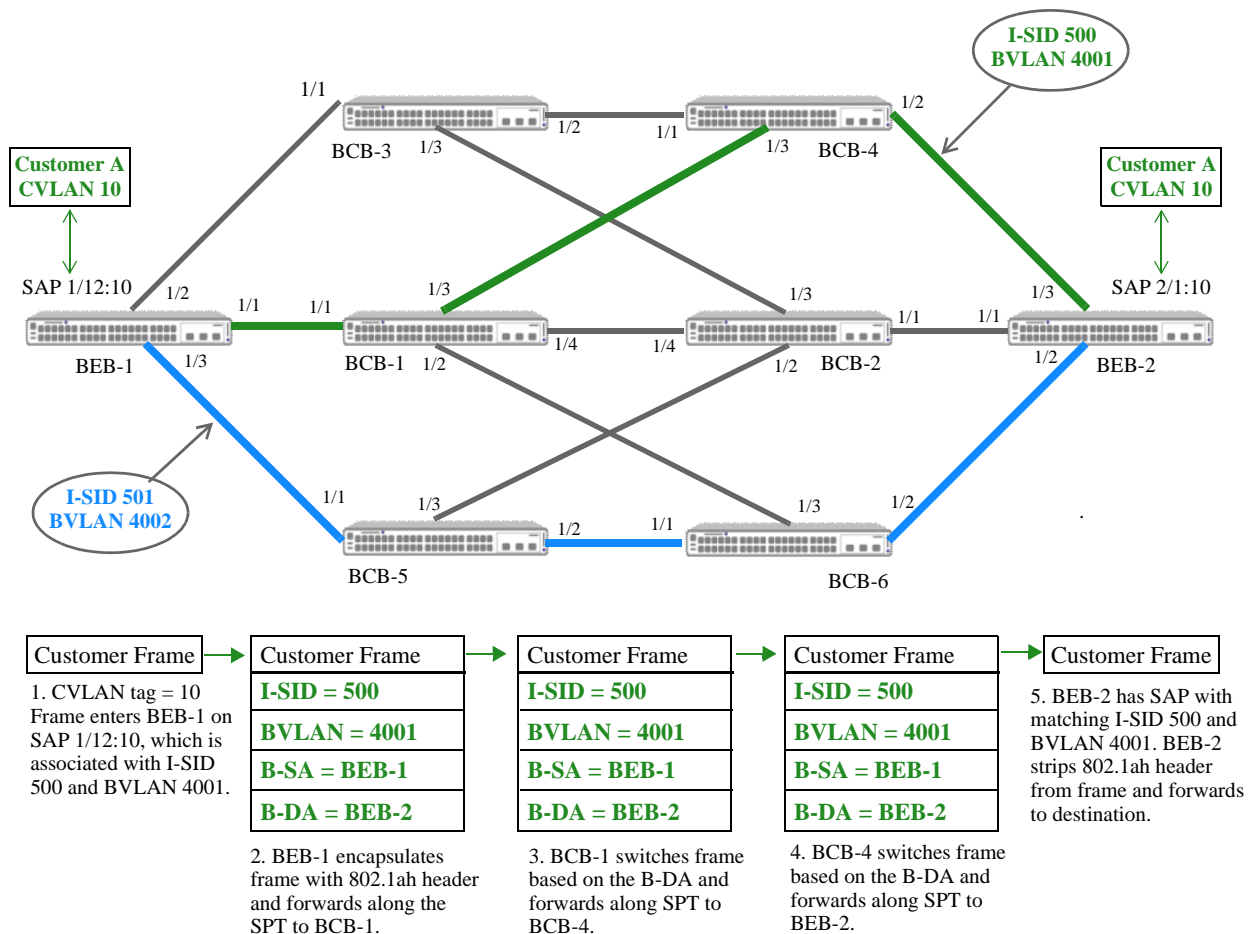 I-SID 500
BVLAN 4001
1/1
1/2
1/2
1/1
1/3
BCB-3
1/3
BCB-4
Customer A
CVLAN 10
Customer A
CVLAN 10
SAP 1/12:10
1/2
1/1
1/1
1/3
1/3
1/1
1/1
1/3
SAP 2/1:10
BEB-1
1/3
BCB-1
1/2
1/4
1/4
1/2
BCB-2
1/2
BEB-2
I-SID 501
BVLAN 4002
1/1
1/3
1/2
1/1
1/3
1/2
.
BCB-5
BCB-6
Customer Frame
Customer Frame
I-SID = 500
BVLAN = 4001
B-SA = BEB-1
B-DA = BEB-2
Customer Frame
I-SID = 500
BVLAN = 4001
B-SA = BEB-1
B-DA = BEB-2
Customer Frame
I-SID = 500
BVLAN = 4001
B-SA = BEB-1
B-DA = BEB-2
Customer Frame
1. CVLAN tag = 10
Frame enters BEB-1 on
SAP 1/12:10, which is
associated with I-SID
500 and BVLAN 4001.
2. BEB-1 encapsulates
frame with 802.1ah header
and forwards along the
SPT to BCB-1.
3. BCB-1 switches frame
based on the B-DA and
forwards along SPT to
BCB-4.
4. BCB-4 switches frame
based on the B-DA and
forwards along SPT to
BEB-2.
5. BEB-2 has SAP with
matching I-SID 500 and
BVLAN 4001. BEB-2
strips 802.1ah header
from frame and forwards
to destination.